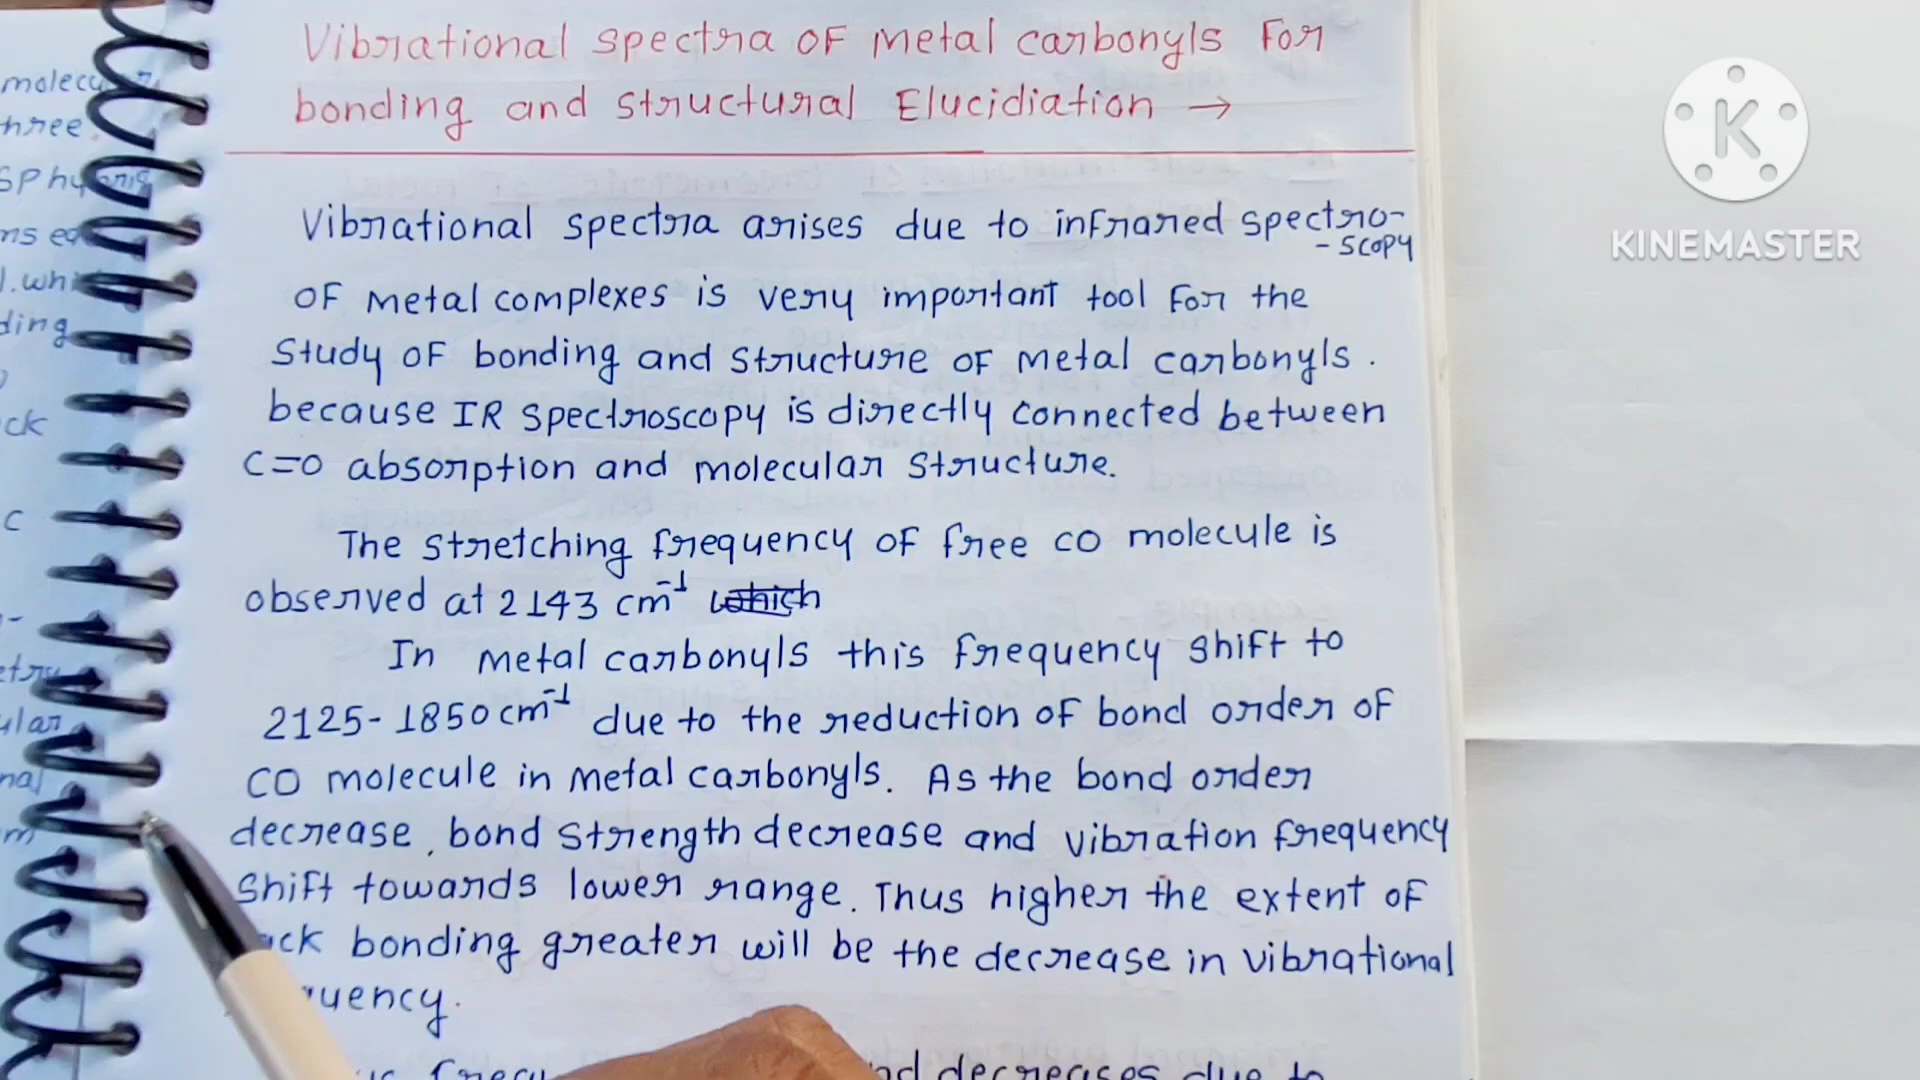 Vibrational spectra OF metal carbonyls For
bonding and structural Elucidiation →
Vibrational spectra arises due to infrared spectro-
- scopy
OF metal complexes is very important tool For the
Study OF bonding and structure OF metal carbonyls.
because IR spectroscopy is directly connected between
C=O absorption and molecular structure.
The stretching frequency OF free CO molecule is
observed at 2143 cm⁻¹ which
In metal carbonyls this frequency shift to
2125-1850 cm⁻¹ due to the reduction OF bond order OF
CO molecule in metal carbonyls. As the bond order
decrease, bond strength decrease and vibration frequency
Shift towards lower range. Thus higher the extent OF
bonding greater will be the decrease in vibrational
decreases due to
hree
ck
c
K
KINEMASTER